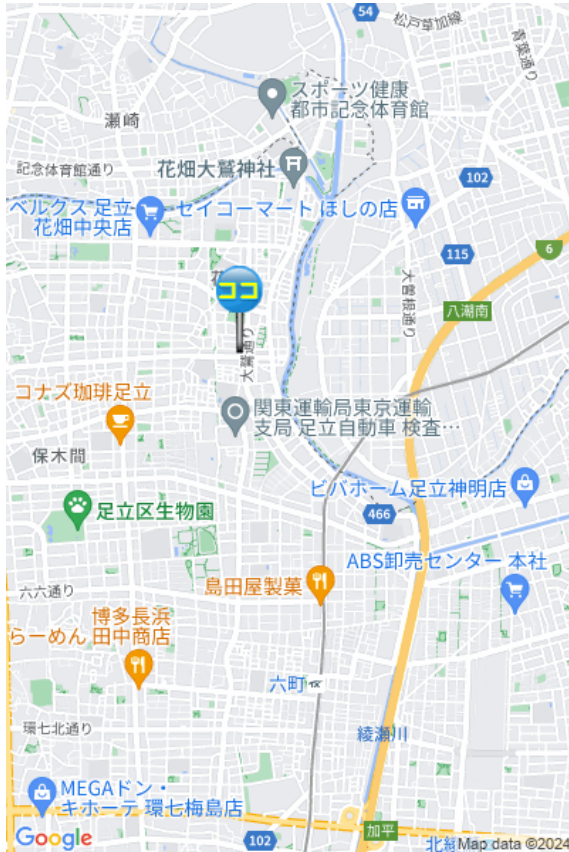 54
松戸草加線
青葉通り
スポーツ健康
都市記念体育館
瀬崎
記念体育館通り
花畑大鷲神社
102
ベルクス 足立
花畑中央店
セイコーマート ほしの店
115
6
花
ココ
大曽根通り
八潮南
大鷲通り
コナズ珈琲足立
関東運輸局東京運輸
支局 足立自動車 検査…
保木間
ビバホーム足立神明店
足立区生物園
466
ABS卸売センター 本社
六六通り
島田屋製菓
博多長浜
らーめん 田中商店
六町
環七北通り
綾瀬川
MEGAドン・
キホーテ 環七梅島店
加平
102
Google
Map data ©2024